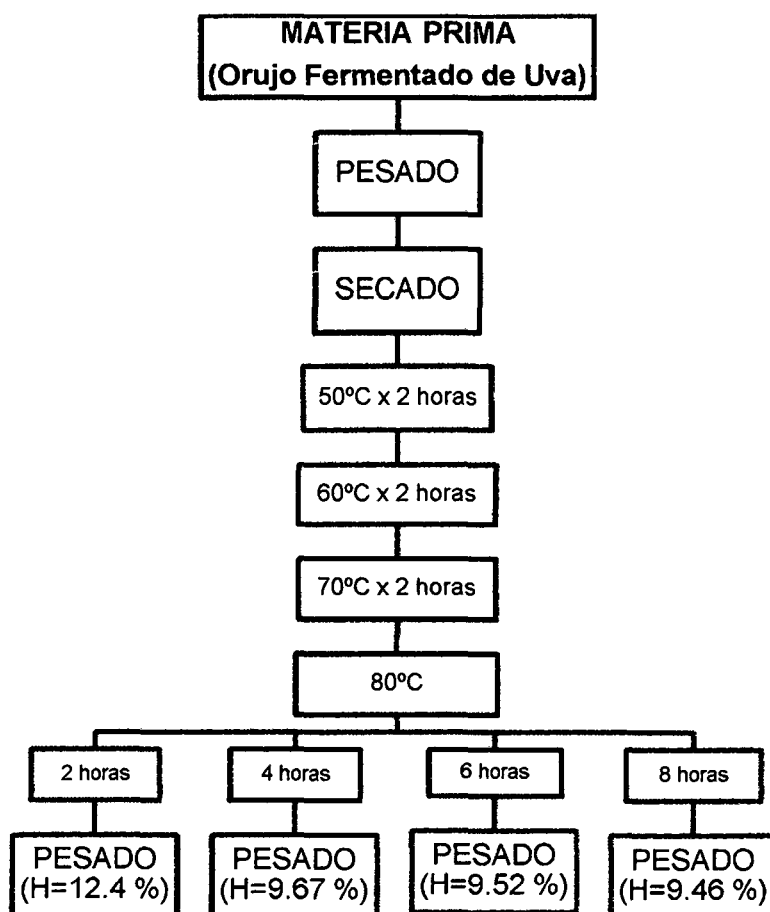 MATERIA PRIMA
(Orujo Fermentado de Uva)
PESADO
SECADO
50ºC x 2 horas
60ºC x 2 horas
70ºC x 2 horas
80ºC
2 horas
4 horas
6 horas
8 horas
PESADO
(H=12.4 %)
PESADO
(H=9.67 %)
PESADO
(H=9.52 %)
PESADO
(H=9.46 %)